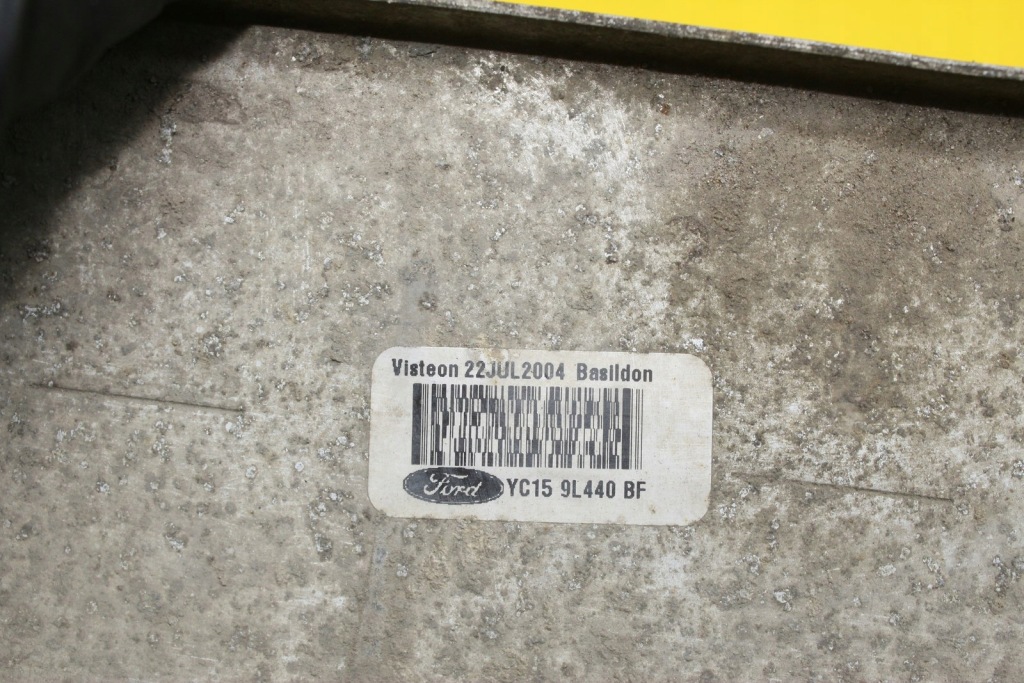 Visteon 22JUL2004 Basildon
Ford YC15 9L440 BF